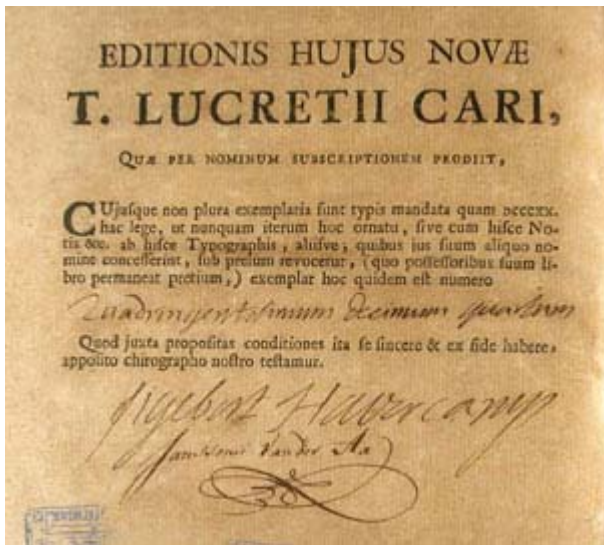 EDITIONIS HUJUS NOVÆ
T. LUCRETII CARI,
QUÆ PER NOMINUM SUBSCRIPTIONEM PRODIIT,
CUjusque non plura exemplaria sunt typis mandata quam DCCCXX.
hac lege, ut nunquam iterum hoc ornatu, sive cum hisce No-
tis &c. ab hisce Typographis, aliisve, quibus jus suum aliquo no-
mine concesserint, sub prelum revocetur, (quo possessoribus suum li-
bro permaneat pretium,) exemplar hoc quidem est numero
Quadringentesimum decimum quartum
Quod juxta propositas conditiones ita se sincere & ex fide habere,
apposito chirographo nostro testamur.
Sigebert Havercamp
Janssons Vander Aa